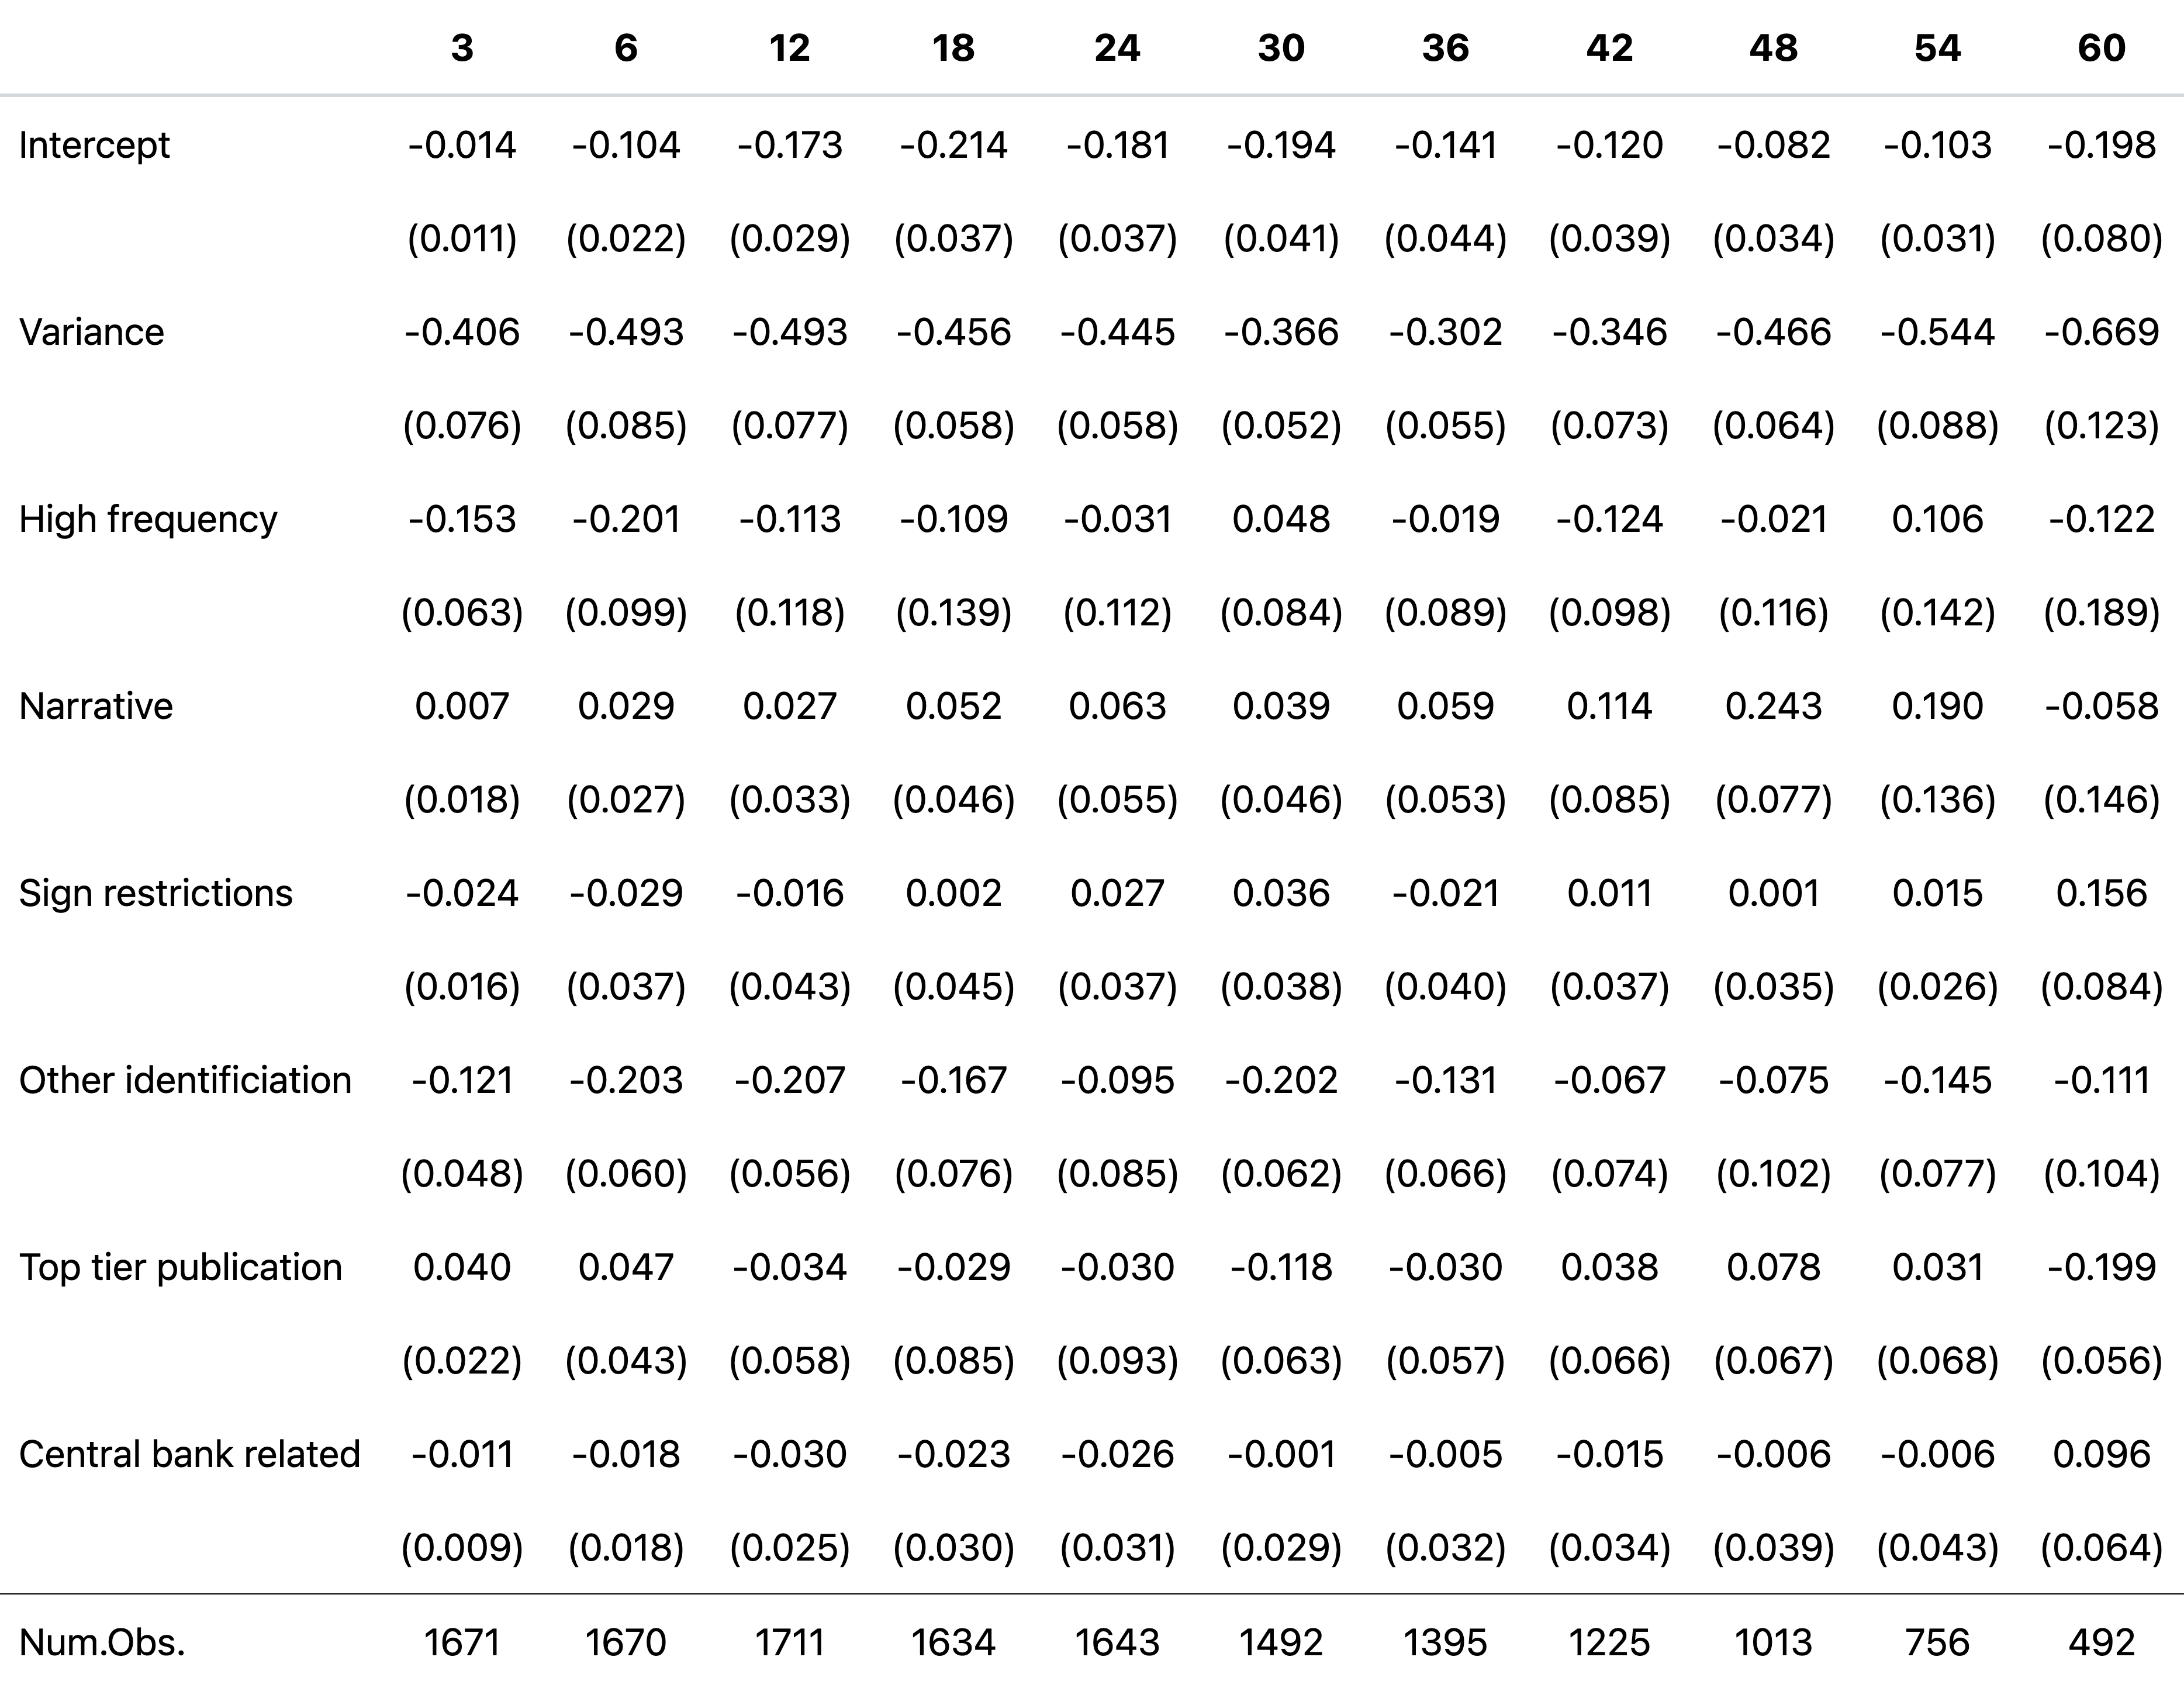 3 6 12 18 24 30 36 42 48 54 60
Intercept -0.014 -0.104 -0.173 -0.214 -0.181 -0.194 -0.141 -0.120 -0.082 -0.103 -0.198
(0.011) (0.022) (0.029) (0.037) (0.037) (0.041) (0.044) (0.039) (0.034) (0.031) (0.080)
Variance -0.406 -0.493 -0.493 -0.456 -0.445 -0.366 -0.302 -0.346 -0.466 -0.544 -0.669
(0.076) (0.085) (0.077) (0.058) (0.058) (0.052) (0.055) (0.073) (0.064) (0.088) (0.123)
High frequency -0.153 -0.201 -0.113 -0.109 -0.031 0.048 -0.019 -0.124 -0.021 0.106 -0.122
(0.063) (0.099) (0.118) (0.139) (0.112) (0.084) (0.089) (0.098) (0.116) (0.142) (0.189)
Narrative 0.007 0.029 0.027 0.052 0.063 0.039 0.059 0.114 0.243 0.190 -0.058
(0.018) (0.027) (0.033) (0.046) (0.055) (0.046) (0.053) (0.085) (0.077) (0.136) (0.146)
Sign restrictions -0.024 -0.029 -0.016 0.002 0.027 0.036 -0.021 0.011 0.001 0.015 0.156
(0.016) (0.037) (0.043) (0.045) (0.037) (0.038) (0.040) (0.037) (0.035) (0.026) (0.084)
Other identificiation -0.121 -0.203 -0.207 -0.167 -0.095 -0.202 -0.131 -0.067 -0.075 -0.145 -0.111
(0.048) (0.060) (0.056) (0.076) (0.085) (0.062) (0.066) (0.074) (0.102) (0.077) (0.104)
Top tier publication 0.040 0.047 -0.034 -0.029 -0.030 -0.118 -0.030 0.038 0.078 0.031 -0.199
(0.022) (0.043) (0.058) (0.085) (0.093) (0.063) (0.057) (0.066) (0.067) (0.068) (0.056)
Central bank related -0.011 -0.018 -0.030 -0.023 -0.026 -0.001 -0.005 -0.015 -0.006 -0.006 0.096
(0.009) (0.018) (0.025) (0.030) (0.031) (0.029) (0.032) (0.034) (0.039) (0.043) (0.064)
Num.Obs. 1671 1670 1711 1634 1643 1492 1395 1225 1013 756 492